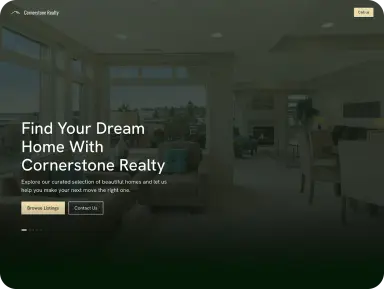 Cornerstone Realty
Find Your Dream
Home With
Cornerstone Realty
Explore our curated selection of beautiful homes and let us
help you make your next move the right one.
Browse Listings
Contact Us